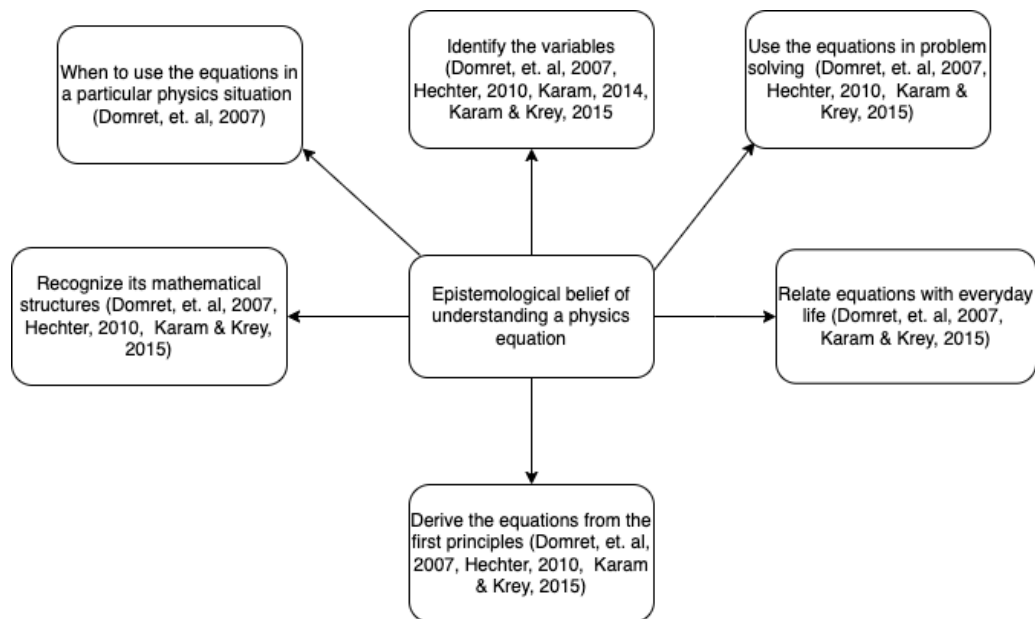 When to use the equations in
a particular physics situation
(Domret, et. al, 2007)
Identify the variables
(Domret, et. al, 2007,
Hechter, 2010, Karam, 2014,
Karam & Krey, 2015
Use the equations in problem
solving (Domret, et. al, 2007,
Hechter, 2010, Karam &
Krey, 2015)
Recognize its mathematical
structures (Domret, et. al, 2007,
Hechter, 2010, Karam & Krey,
2015)
Epistemological belief of
understanding a physics
equation
Relate equations with everyday
life (Domret, et. al, 2007,
Karam & Krey, 2015)
Derive the equations from the
first principles (Domret, et. al,
2007, Hechter, 2010, Karam
& Krey, 2015)